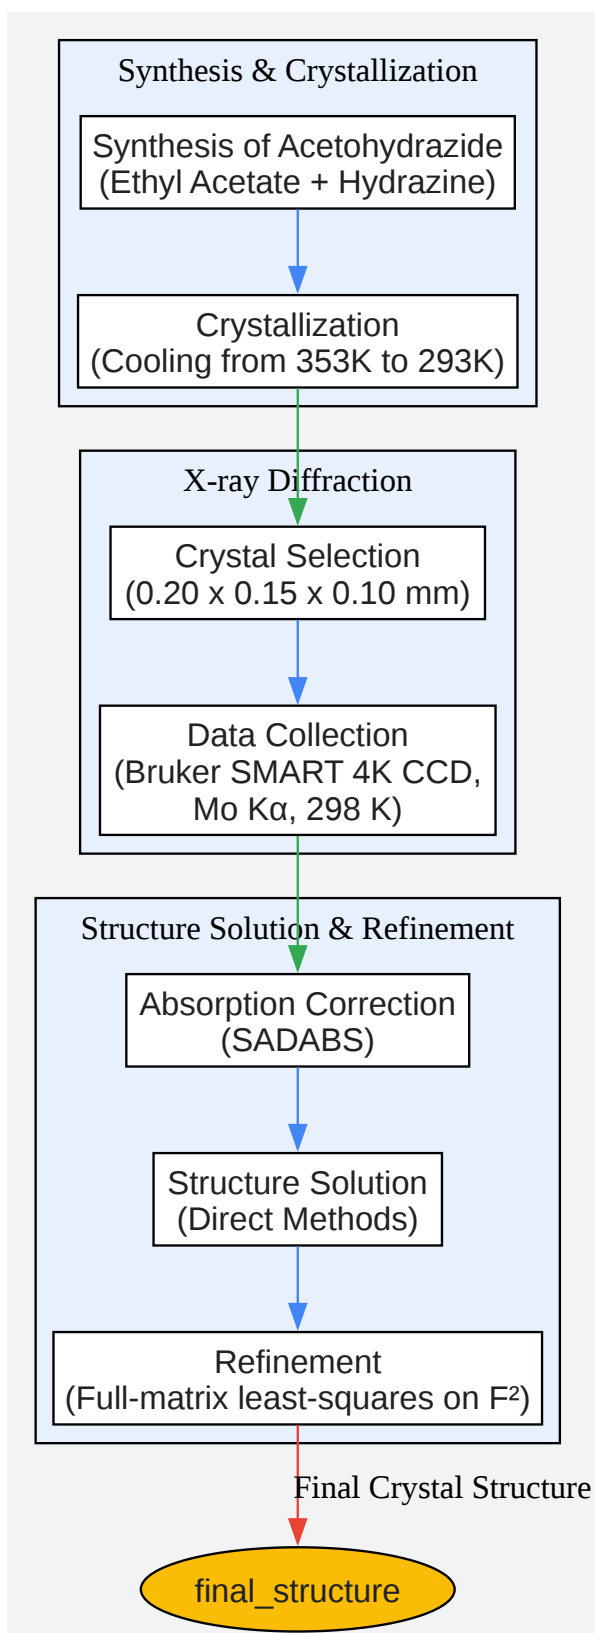 Synthesis & Crystallization
Synthesis of Acetohydrazide
(Ethyl Acetate + Hydrazine)
Crystallization
(Cooling from 353K to 293K)
X-ray Diffraction
Crystal Selection
(0.20 x 0.15 x 0.10 mm)
Data Collection
(Bruker SMART 4K CCD,
Mo Kα, 298 K)
Structure Solution & Refinement
Absorption Correction
(SADABS)
Structure Solution
(Direct Methods)
Refinement
(Full-matrix least-squares on F²)
Final Crystal Structure
final_structure